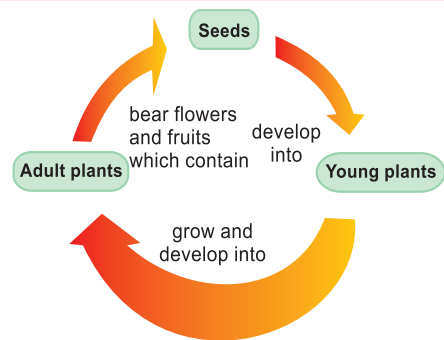 Seeds
bear flowers
and fruits
which contain
develop
into
Adult plants
Young plants
grow and
develop into